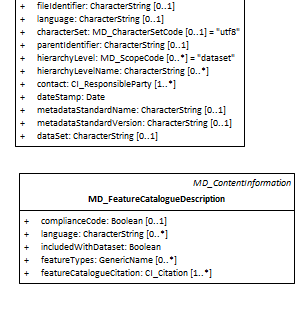 + fileIdentifier: CharacterString [0..1]
+ language: CharacterString [0..1]
+ characterSet: MD_CharacterSetCode [0..1] = "utf8"
+ parentIdentifier: CharacterString [0..1]
+ hierarchyLevel: MD_ScopeCode [0..*] = "dataset"
+ hierarchyLevelName: CharacterString [0..*]
+ contact: CI_ResponsibleParty [1..*]
+ dateStamp: Date
+ metadataStandardName: CharacterString [0..1]
+ metadataStandardVersion: CharacterString [0..1]
+ dataSet: CharacterString [0..1]
MD_ContentInformation
MD_FeatureCatalogueDescription
+ complianceCode: Boolean [0..1]
+ language: CharacterString [0..*]
+ includedWithDataset: Boolean
+ featureTypes: GenericName [0..*]
+ featureCatalogueCitation: CI_Citation [1..*]